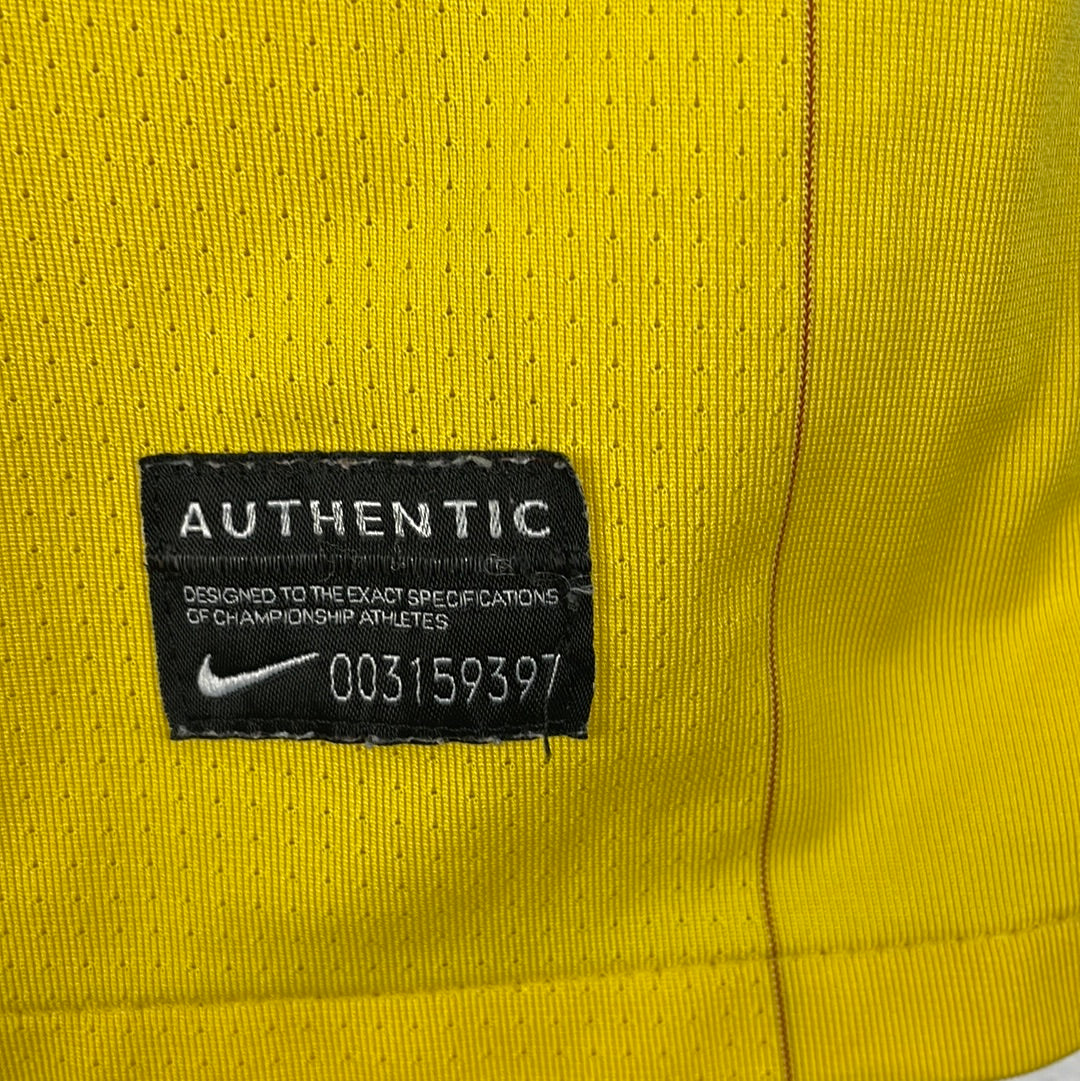 AUTHENTIC
DESIGNED TO THE EXACT SPECIFICATIONS
OF CHAMPIONSHIP ATHLETES
003159397